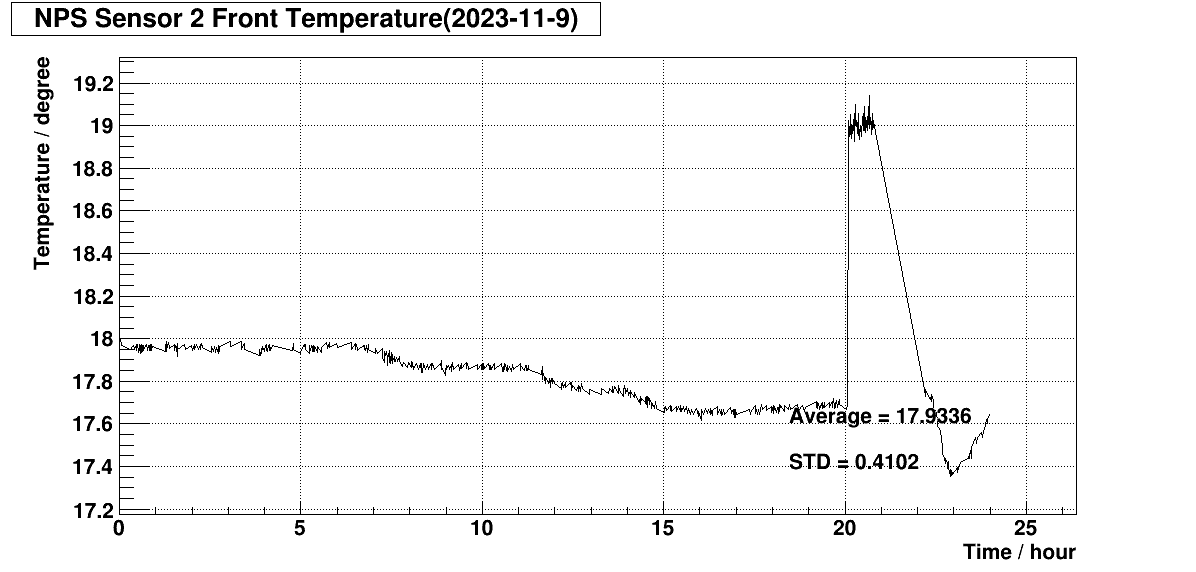 NPS Sensor 2 Front Temperature(2023-11-9)
Temperature / degree
19.2
19
18.8
18.6
18.4
18.2
18
17.8
17.6
17.4
17.2
Average = 17.9336
STD = 0.4102
0 5 10 15 20 25
Time / hour